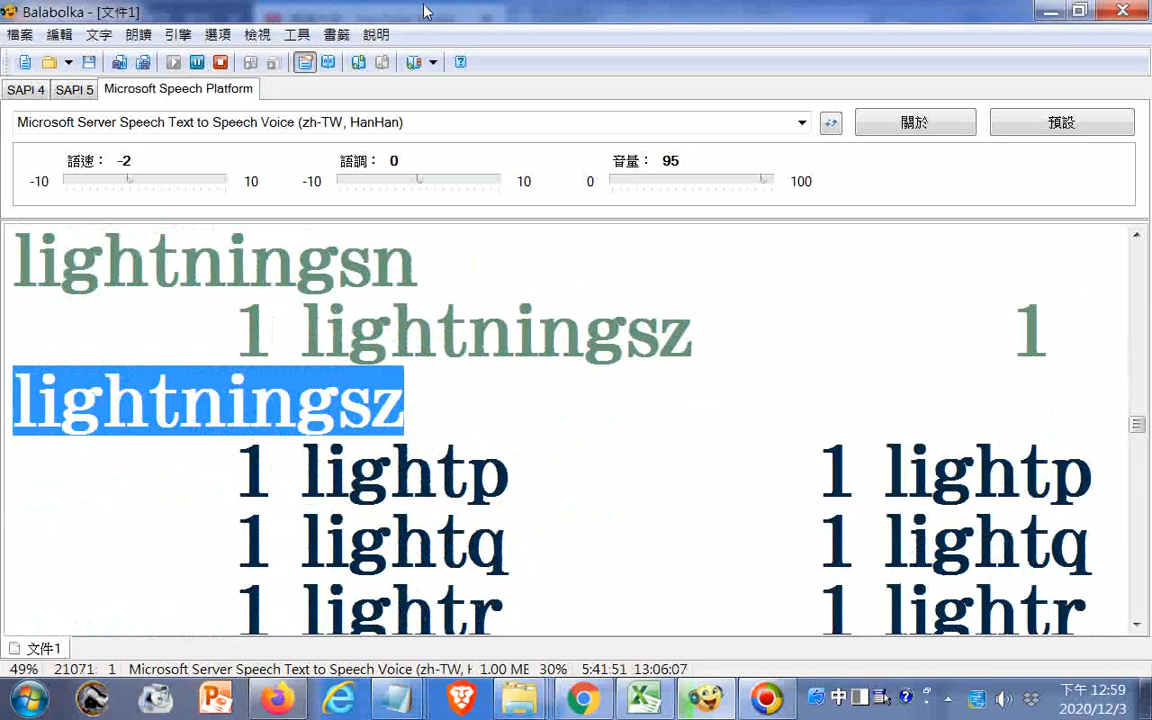 Balabolka - [文件1]
檔案 編輯 文字 朗讀 引擎 選項 檢視 工具 書籤 說明
SAPI 4 SAPI 5 Microsoft Speech Platform
Microsoft Server Speech Text to Speech Voice (zh-TW, HanHan) 關於 預設
語速： -2 語調： 0 音量： 95
-10 10 -10 10 0 100
lightningsn
1 lightningsz 1
lightningsz
1 lightp 1 lightp
1 lightq 1 lightq
1 lightr 1 lightr
文件1
49% 21071 1 Microsoft Server Speech Text to Speech Voice (zh-TW, 1.00 ME 30% 5:41:51 13:06:07
中 下午 12:59
2020/12/3